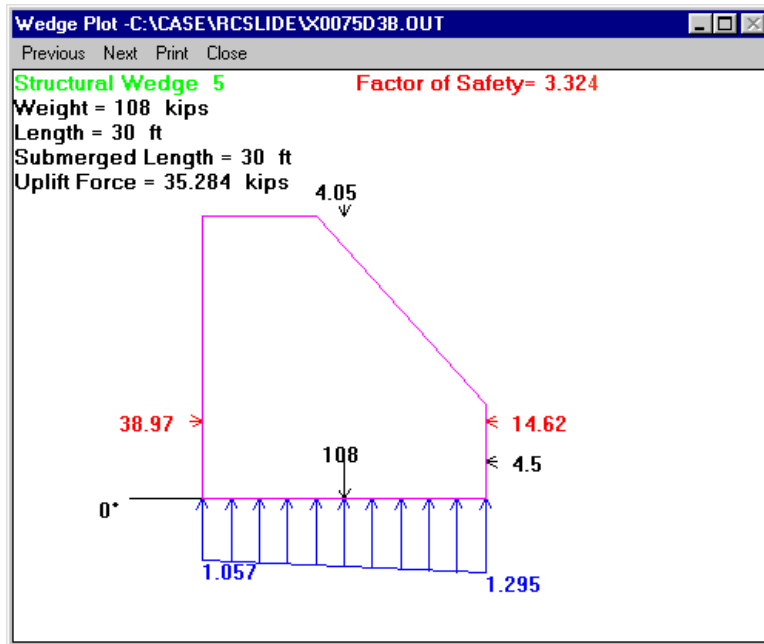 Wedge Plot -C:\CASE\RCSLIDE\X0075D3B.OUT
Previous Next Print Close
Structural Wedge 5 Factor of Safety= 3.324
Weight = 108 kips
Length = 30 ft
Submerged Length = 30 ft
Uplift Force = 35.284 kips
4.05
38.97
14.62
108
4.5
0°
1.057
1.295